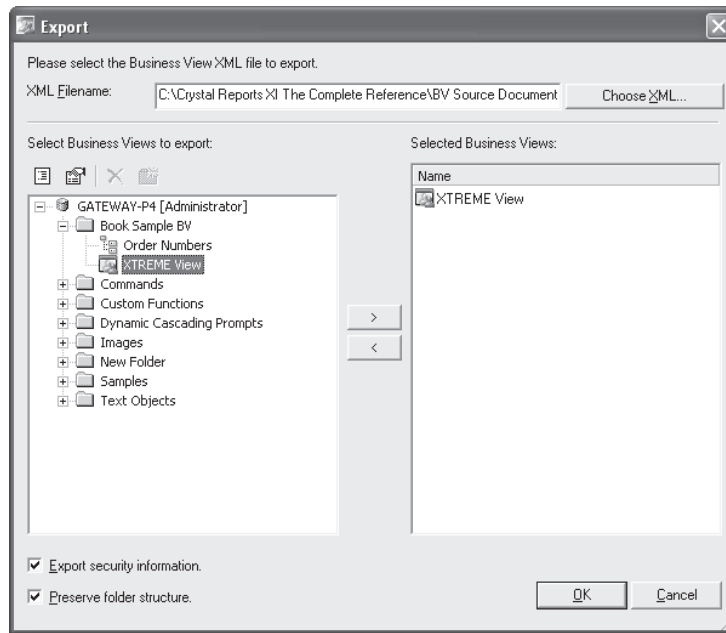 Export
Please select the Business View XML file to export.
XML Filename:
C:\Crystal Reports XI The Complete Reference\BV Source Document
Choose XML...
Select Business Views to export:
GATEWAY-P4 [Administrator]
Book Sample BV
Order Numbers
XTREME View
Commands
Custom Functions
Dynamic Cascading Prompts
Images
New Folder
Samples
Text Objects
>
<
Selected Business Views:
Name
XTREME View
Export security information.
Preserve folder structure.
OK
Cancel